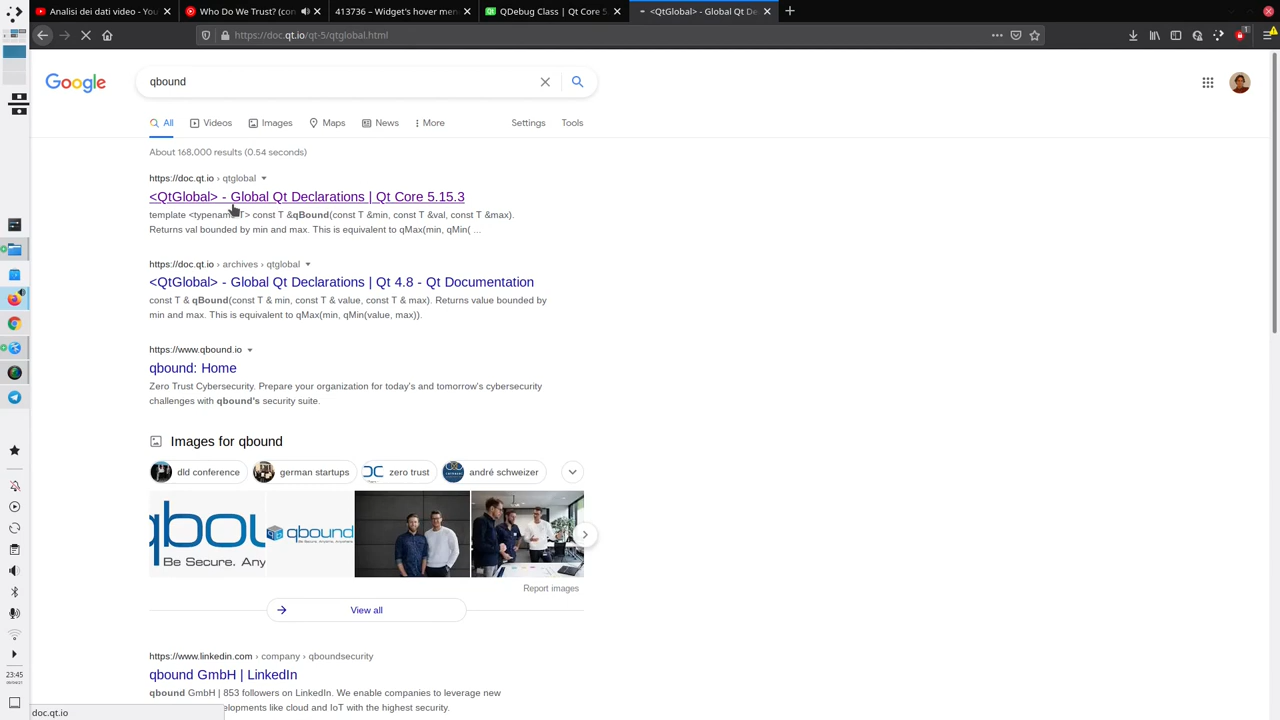 Analisi dei dati video - You
Who Do We Trust? (con
413736 – Widget's hover men
QDebug Class | Qt Core 5
<QtGlobal> - Global Qt De
https://doc.qt.io/qt-5/qtglobal.html
1
Google
qbound
All
Videos
Images
Maps
News
More
Settings
Tools
About 168,000 results (0.54 seconds)
https://doc.qt.io › qtglobal
<QtGlobal> - Global Qt Declarations | Qt Core 5.15.3
template <typename T> const T &qBound(const T &min, const T &val, const T &max).
Returns val bounded by min and max. This is equivalent to qMax(min, qMin( ...
https://doc.qt.io › archives › qtglobal
<QtGlobal> - Global Qt Declarations | Qt 4.8 - Qt Documentation
const T & qBound(const T & min, const T & value, const T & max). Returns value bounded by
min and max. This is equivalent to qMax(min, qMin(value, max)).
https://www.qbound.io
qbound: Home
Zero Trust Cybersecurity. Prepare your organization for today's and tomorrow's cybersecurity
challenges with qbound's security suite.
Images for qbound
dld conference
german startups
zero trust
andré schweizer
qbou
Be Secure. Any
qbound
Be Secure. Anytime. Anywhere.
Report images
View all
https://www.linkedin.com › company › qboundsecurity
qbound GmbH | LinkedIn
qbound GmbH | 853 followers on LinkedIn. We enable companies to leverage new
elopments like cloud and IoT with the highest security.
23:45
doc.qt.io